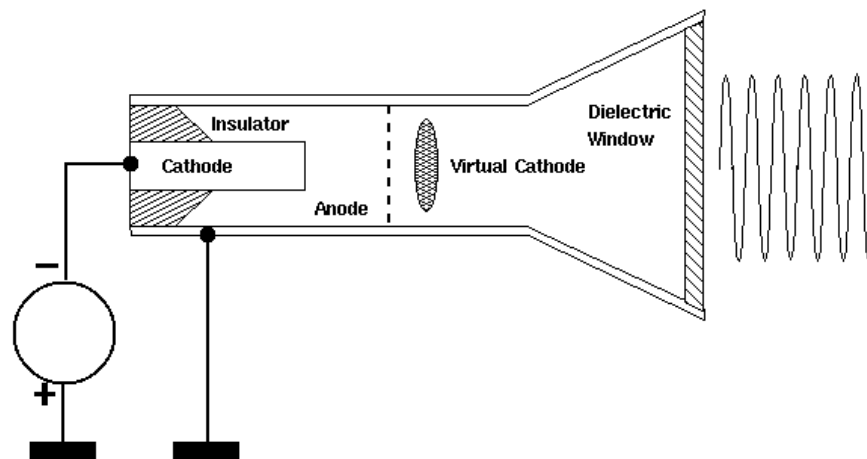 Insulator
Dielectric
Window
Cathode
Virtual Cathode
Anode
−
+